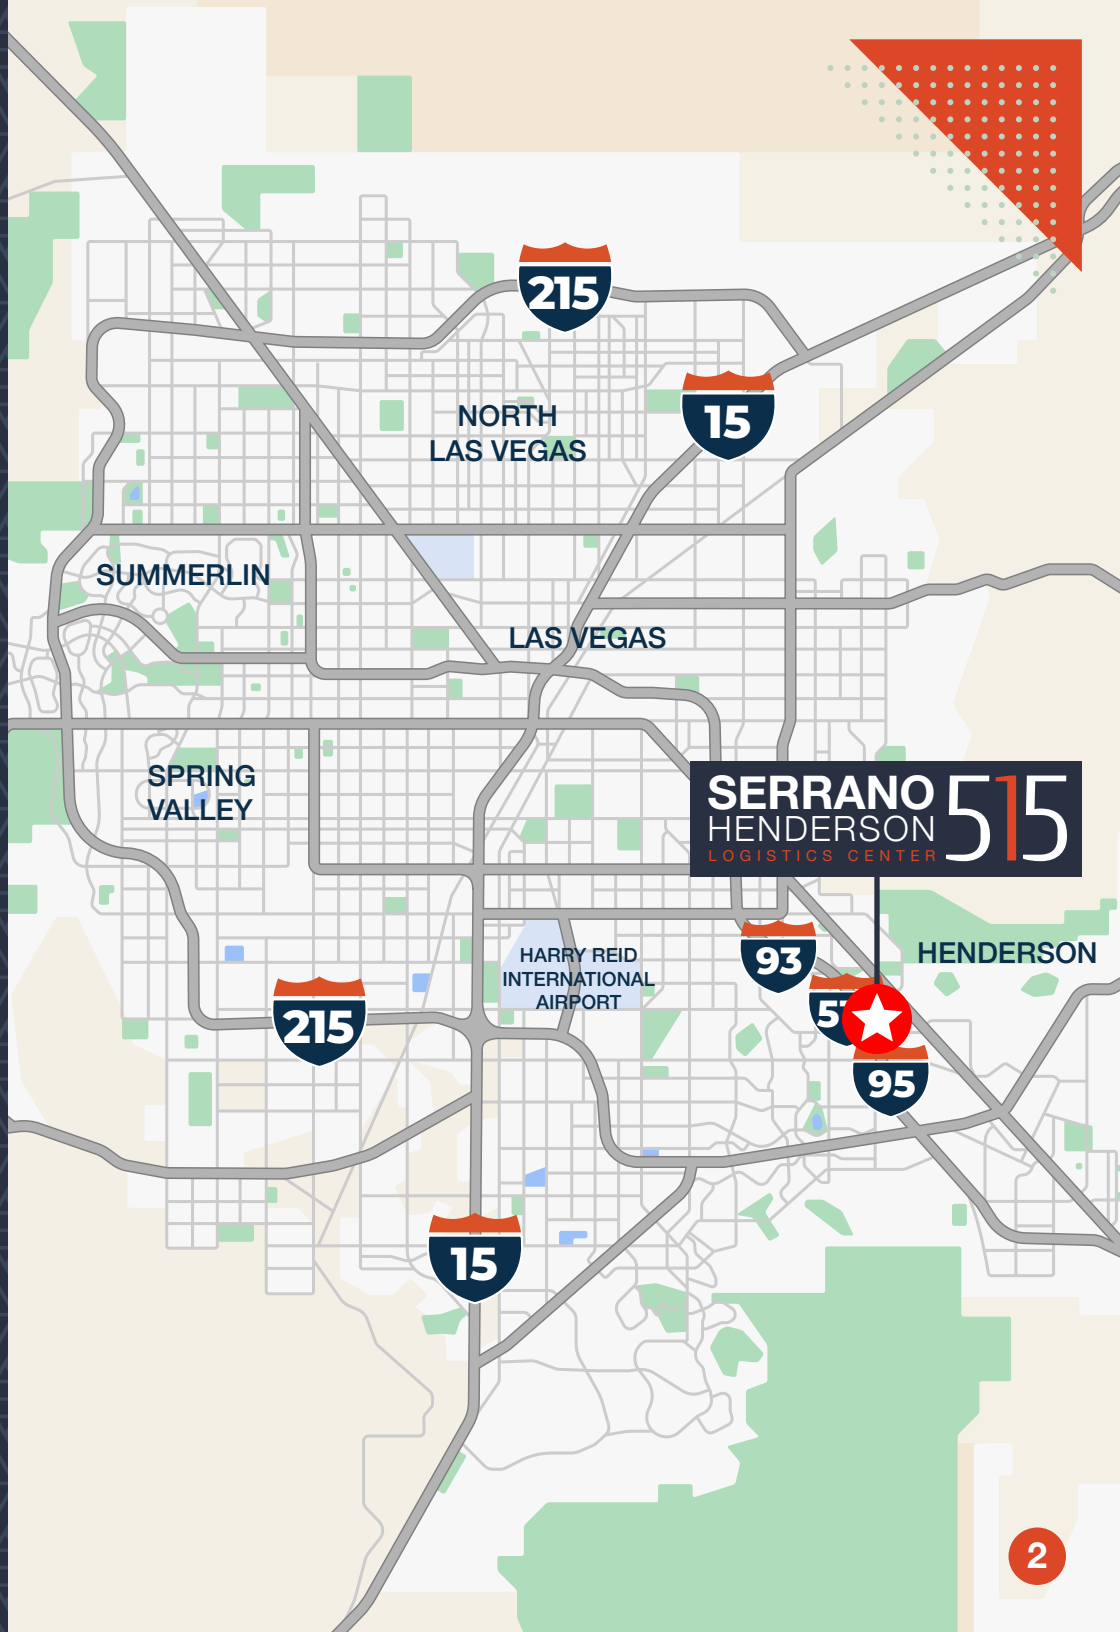 215
15
NORTH
LAS VEGAS
SUMMERLIN
LAS VEGAS
SPRING
VALLEY
SERRANO
HENDERSON
LOGISTICS CENTER
515
HARRY REID
INTERNATIONAL
AIRPORT
93
HENDERSON
215
95
15
2